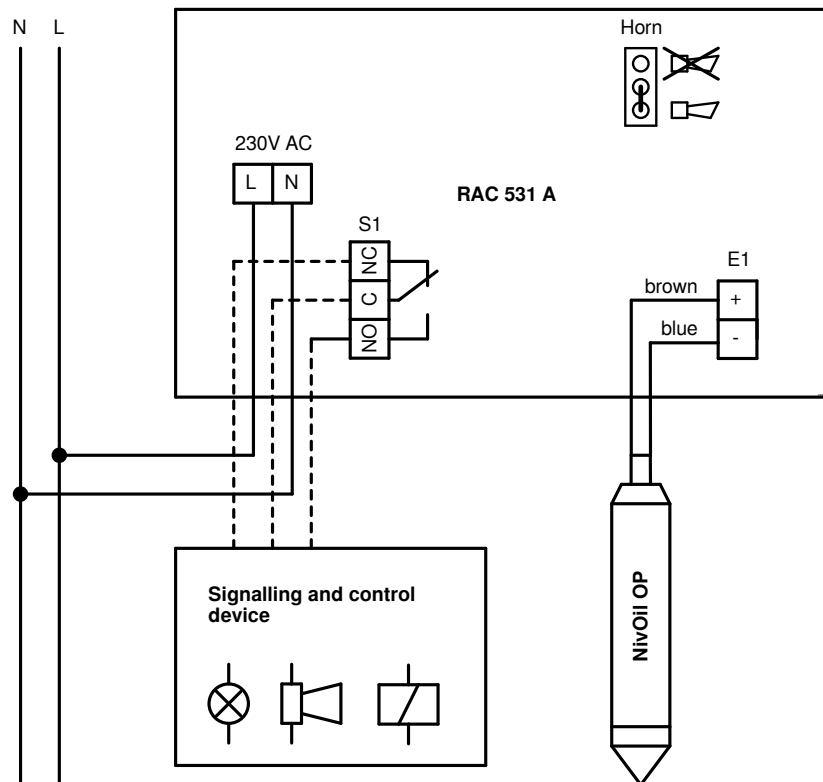 N L
Horn
230V AC
L N
RAC 531 A
S1
NC
C
NO
E1
brown +
blue -
Signalling and control
device
NivOil OP